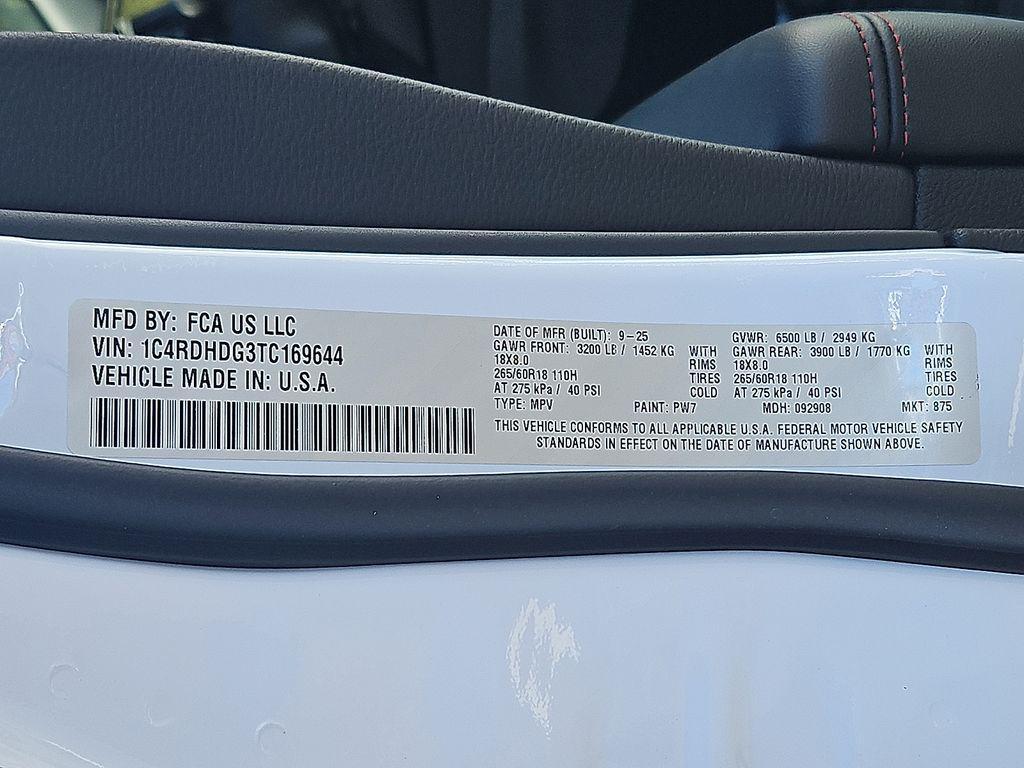 MFD BY: FCA US LLC
VIN: 1C4RDHDG3TC169644
VEHICLE MADE IN: U.S.A.
DATE OF MFR (BUILT): 9-25
GAWR FRONT: 3200 LB / 1452 KG WITH
18X8.0 RIMS
265/60R18 110H TIRES
AT 275 kPa / 40 PSI COLD
TYPE: MPV PAINT: PW7
GVWR: 6500 LB / 2949 KG
GAWR REAR: 3900 LB / 1770 KG WITH
18X8.0 RIMS
265/60R18 110H TIRES
AT 275 kPa / 40 PSI COLD
MDH: 092908 MKT: 875
THIS VEHICLE CONFORMS TO ALL APPLICABLE U.S.A. FEDERAL MOTOR VEHICLE SAFETY
STANDARDS IN EFFECT ON THE DATE OF MANUFACTURE SHOWN ABOVE.